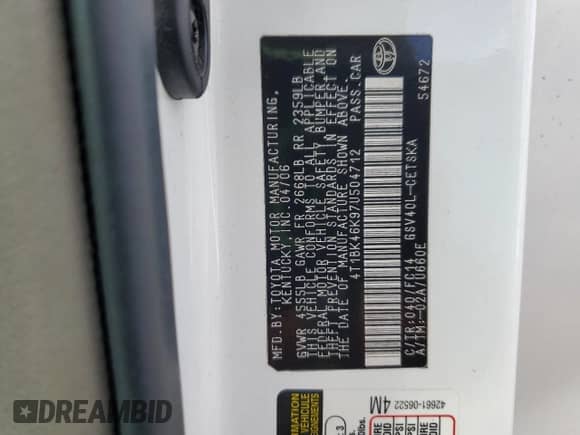 MFD. BY: TOYOTA MOTOR MANUFACTURING,
KENTUCKY, INC. 04/06
GVWR 4555LB GAWR FR 2668LB RR 2359LB
THIS VEHICLE CONFORMS TO ALL APPLICABLE
FEDERAL MOTOR VEHICLE SAFETY, BUMPER, AND
THEFT PREVENTION STANDARDS IN EFFECT ON
THE DATE OF MANUFACTURE SHOWN ABOVE.
4T1BK46K97U504712 PASS.CAR
C/TR:040/FC14 GSV40L-CETSKA
A/TM:-02A/U660E
54672
42661-06522
4M
DREAMBID